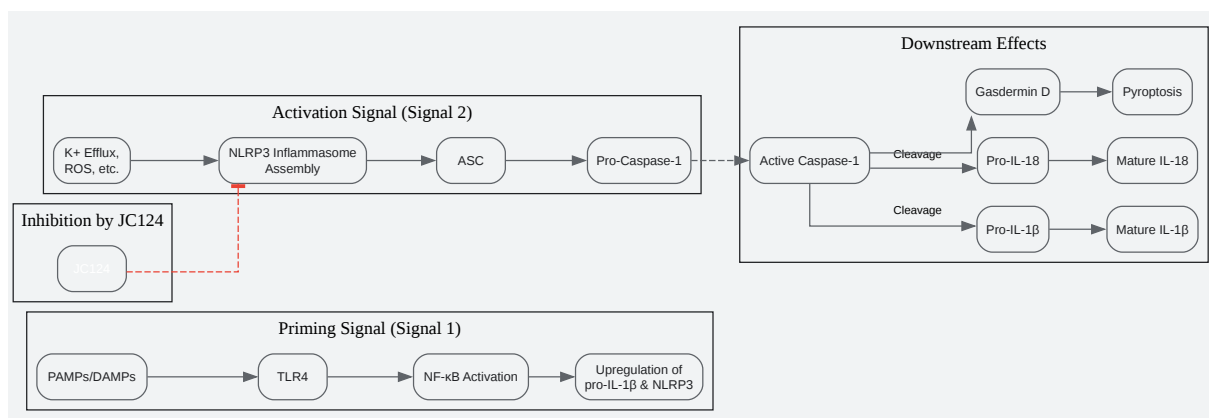 Activation Signal (Signal 2)
K+ Efflux,
ROS, etc.
NLRP3 Inflammasome
Assembly
ASC
Pro-Caspase-1
Downstream Effects
Active Caspase-1
Cleavage
Cleavage
Gasdermin D
Pyroptosis
Pro-IL-18
Mature IL-18
Pro-IL-1β
Mature IL-1β
Inhibition by JC124
JC124
Priming Signal (Signal 1)
PAMPs/DAMPs
TLR4
NF-κB Activation
Upregulation of
pro-IL-1β & NLRP3